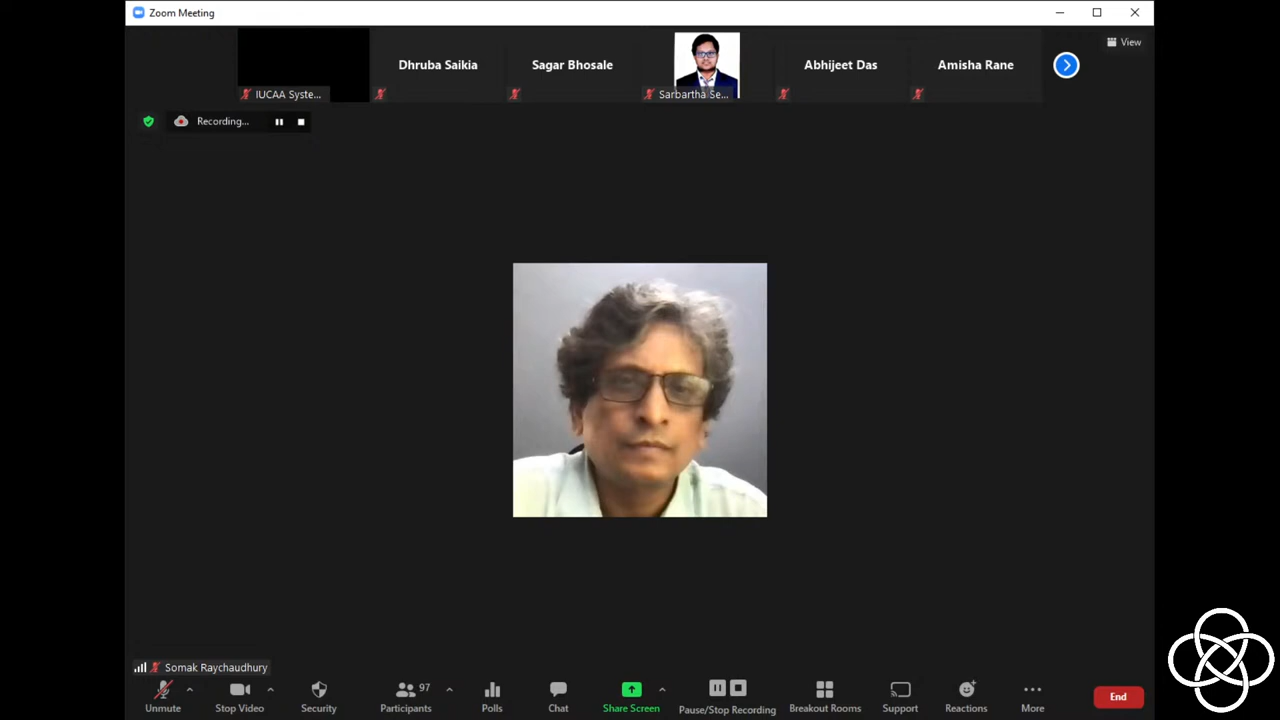 Zoom Meeting
View
Dhruba Saikia
Sagar Bhosale
Abhijeet Das
Amisha Rane
IUCAA Syste...
Sarbartha Se...
Recording...
Somak Raychaudhury
97
Unmute
Stop Video
Security
Participants
Polls
Chat
Share Screen
Pause/Stop Recording
Breakout Rooms
Support
Reactions
More
End